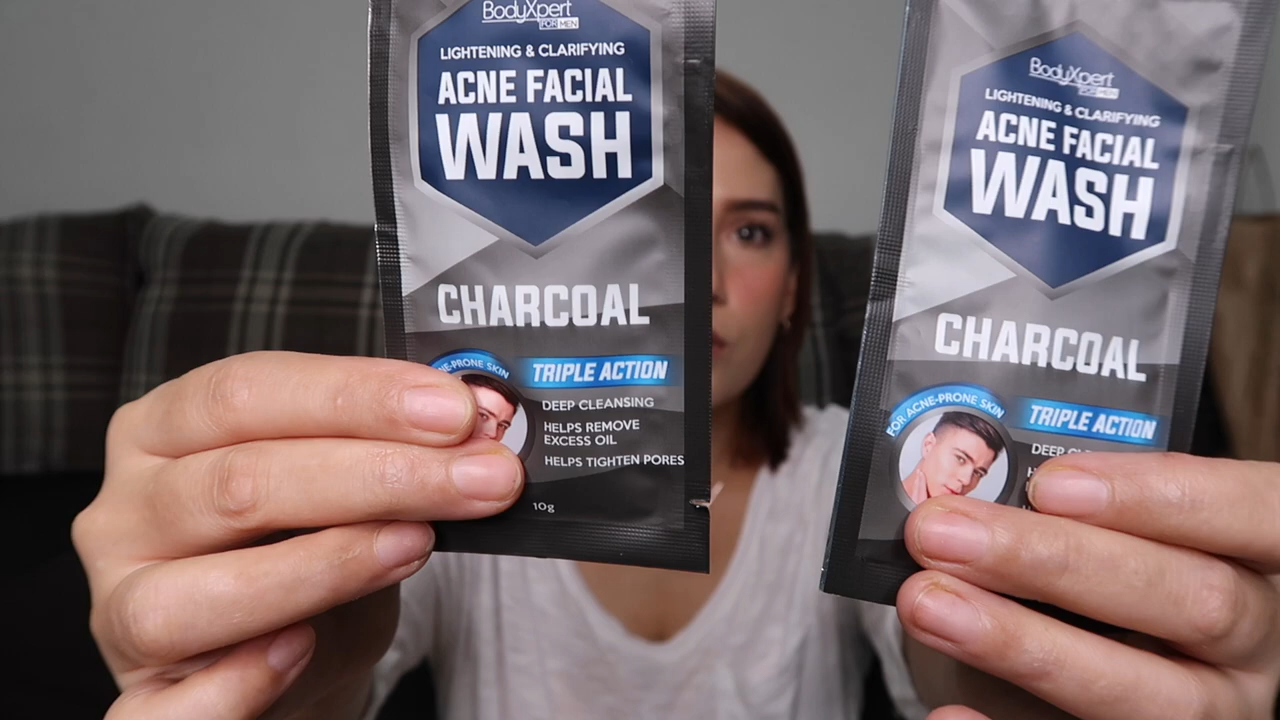 BodyXpert
FOR MEN
LIGHTENING & CLARIFYING
ACNE FACIAL
WASH
CHARCOAL
NE-PRONE SKIN
TRIPLE ACTION
DEEP CLEANSING
HELPS REMOVE
EXCESS OIL
HELPS TIGHTEN PORES
10g
BodyXpert
FOR MEN
LIGHTENING & CLARIFYING
ACNE FACIAL
WASH
CHARCOAL
FOR ACNE-PRONE SKIN
TRIPLE ACTION
DEEP